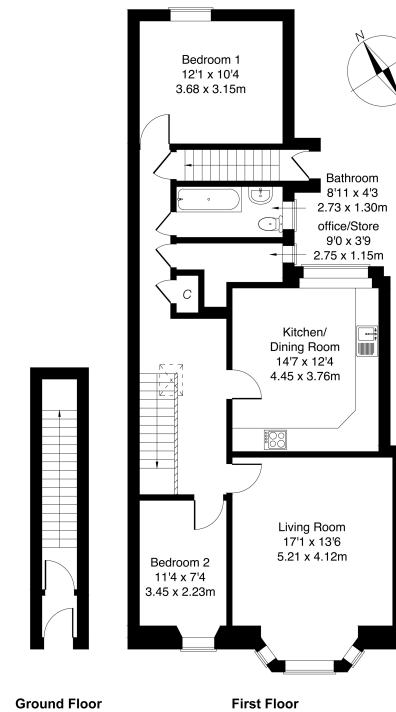 N
Bedroom 1
12'1 x 10'4
3.68 x 3.15m
Bathroom
8'11 x 4'3
2.73 x 1.30m
office/Store
9'0 x 3'9
2.75 x 1.15m
C
Kitchen/
Dining Room
14'7 x 12'4
4.45 x 3.76m
Living Room
17'1 x 13'6
5.21 x 4.12m
Bedroom 2
11'4 x 7'4
3.45 x 2.23m
Ground Floor
First Floor